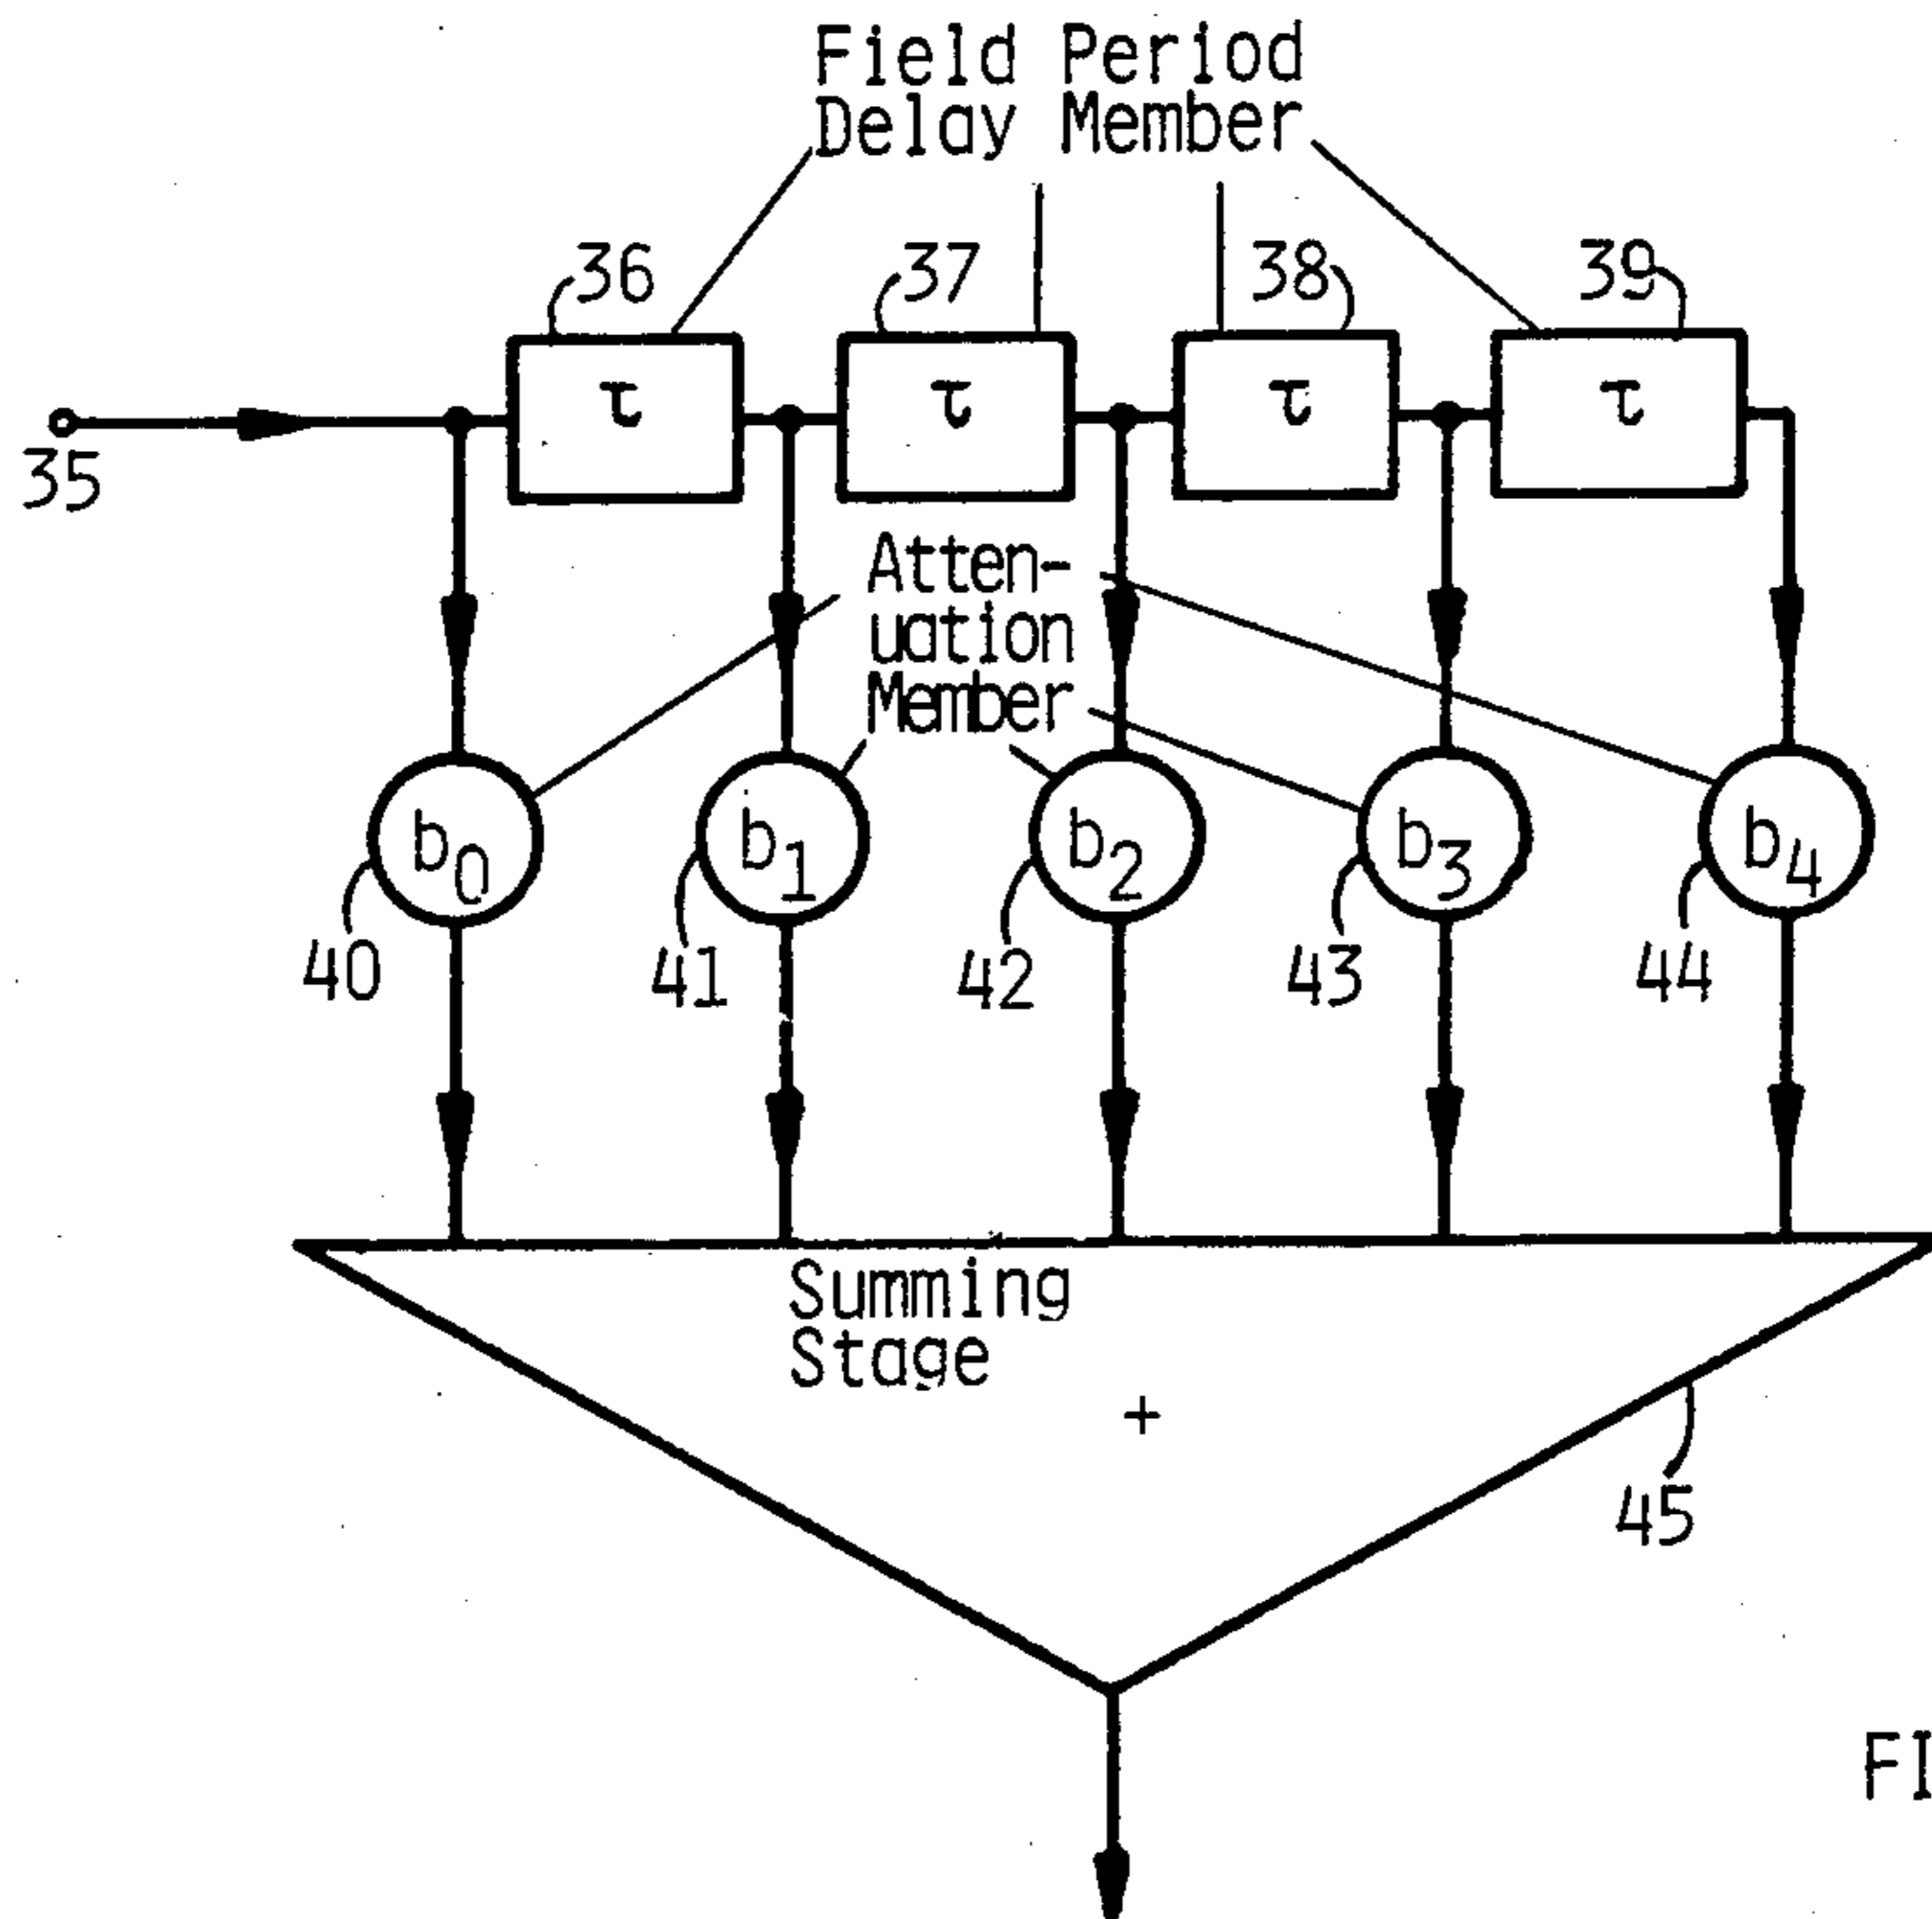 Field Period
Delay Member
36
37
38
39
τ
τ
τ
τ
35
Atten-
uation
Member
b0
b1
b2
b3
b4
40
41
42
43
44
Summing
Stage
+
45
FI